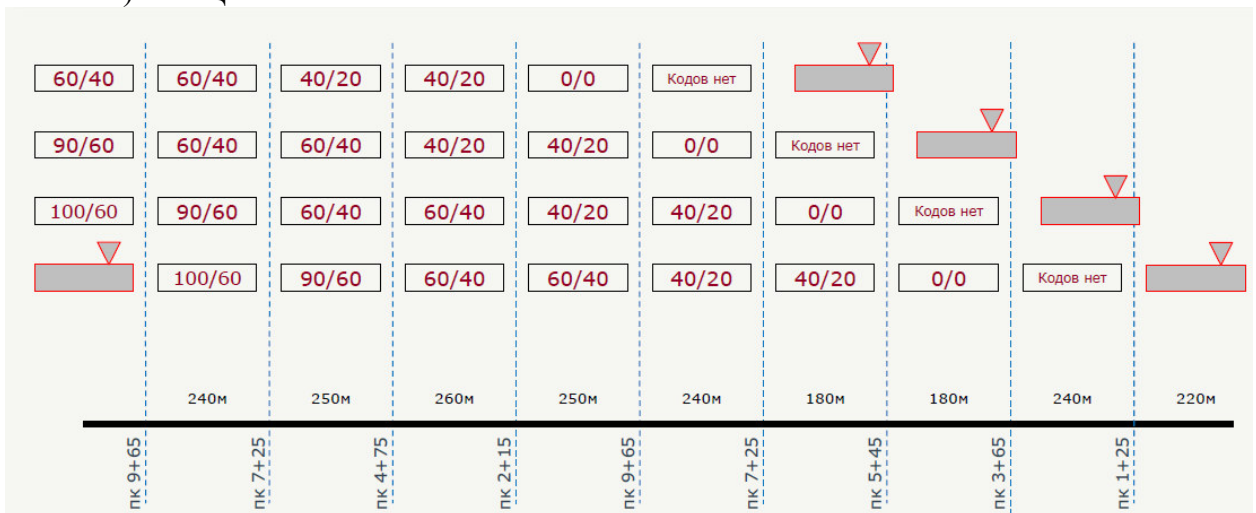 60/40 60/40 40/20 40/20 0/0 Кодов нет
90/60 60/40 60/40 40/20 40/20 0/0 Кодов нет
100/60 90/60 60/40 60/40 40/20 40/20 0/0 Кодов нет
100/60 90/60 60/40 60/40 40/20 40/20 0/0 Кодов нет
240м 250м 260м 250м 240м 180м 180м 240м 220м
пк 9+65 пк 7+25 пк 4+75 пк 2+15 пк 9+65 пк 7+25 пк 5+45 пк 3+65 пк 1+25